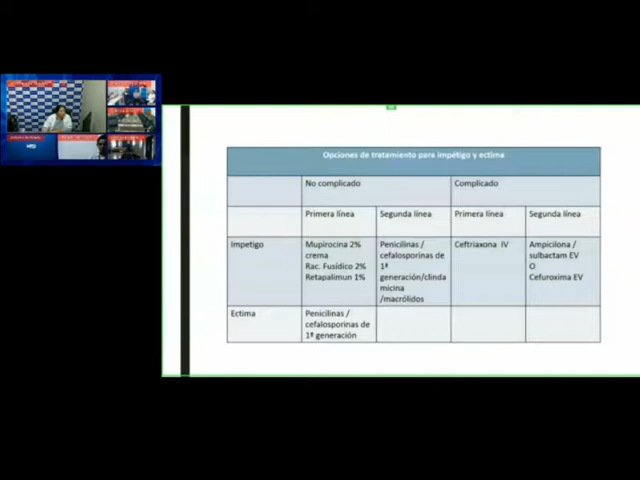 Opciones de tratamiento para impétigo y ectima
No complicado
Complicado
Primera línea
Segunda línea
Primera línea
Segunda línea
Impetigo
Mupirocina 2%
crema
Rac. Fusídico 2%
Retapalimun 1%
Penicilinas /
cefalosporinas de
1ª
generación/clinda
micina
/macrólidos
Ceftriaxona IV
Ampicilona /
sulbactam EV
O
Cefuroxima EV
Ectima
Penicilinas /
cefalosporinas de
1ª generación